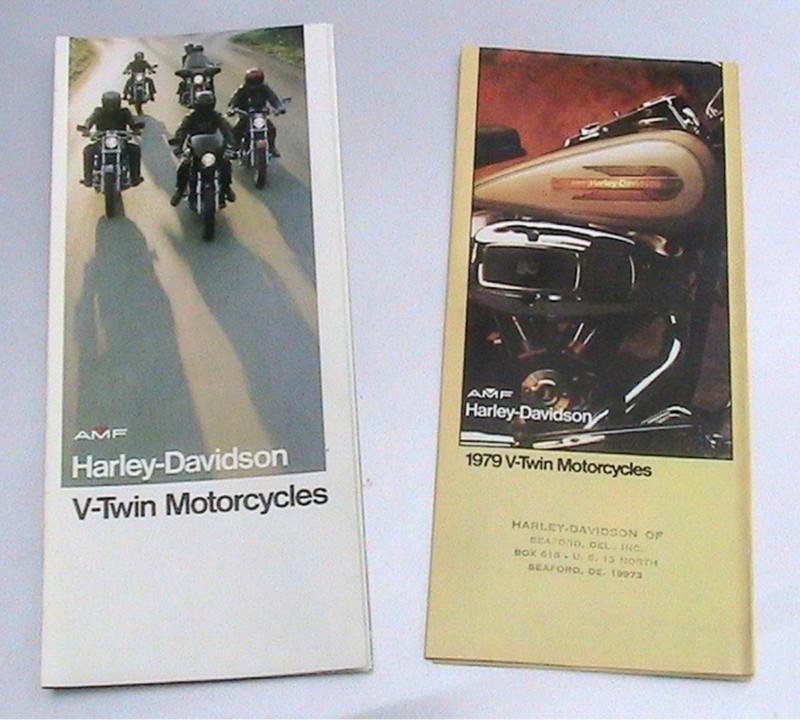 AMF
Harley-Davidson
V-Twin Motorcycles
Harley-Davidson
AMF
Harley-Davidson
1979 V-Twin Motorcycles
HARLEY-DAVIDSON OF
SEAFORD, DEL., INC.
BOX 618 - U. S. 13 NORTH
SEAFORD, DE. 19973